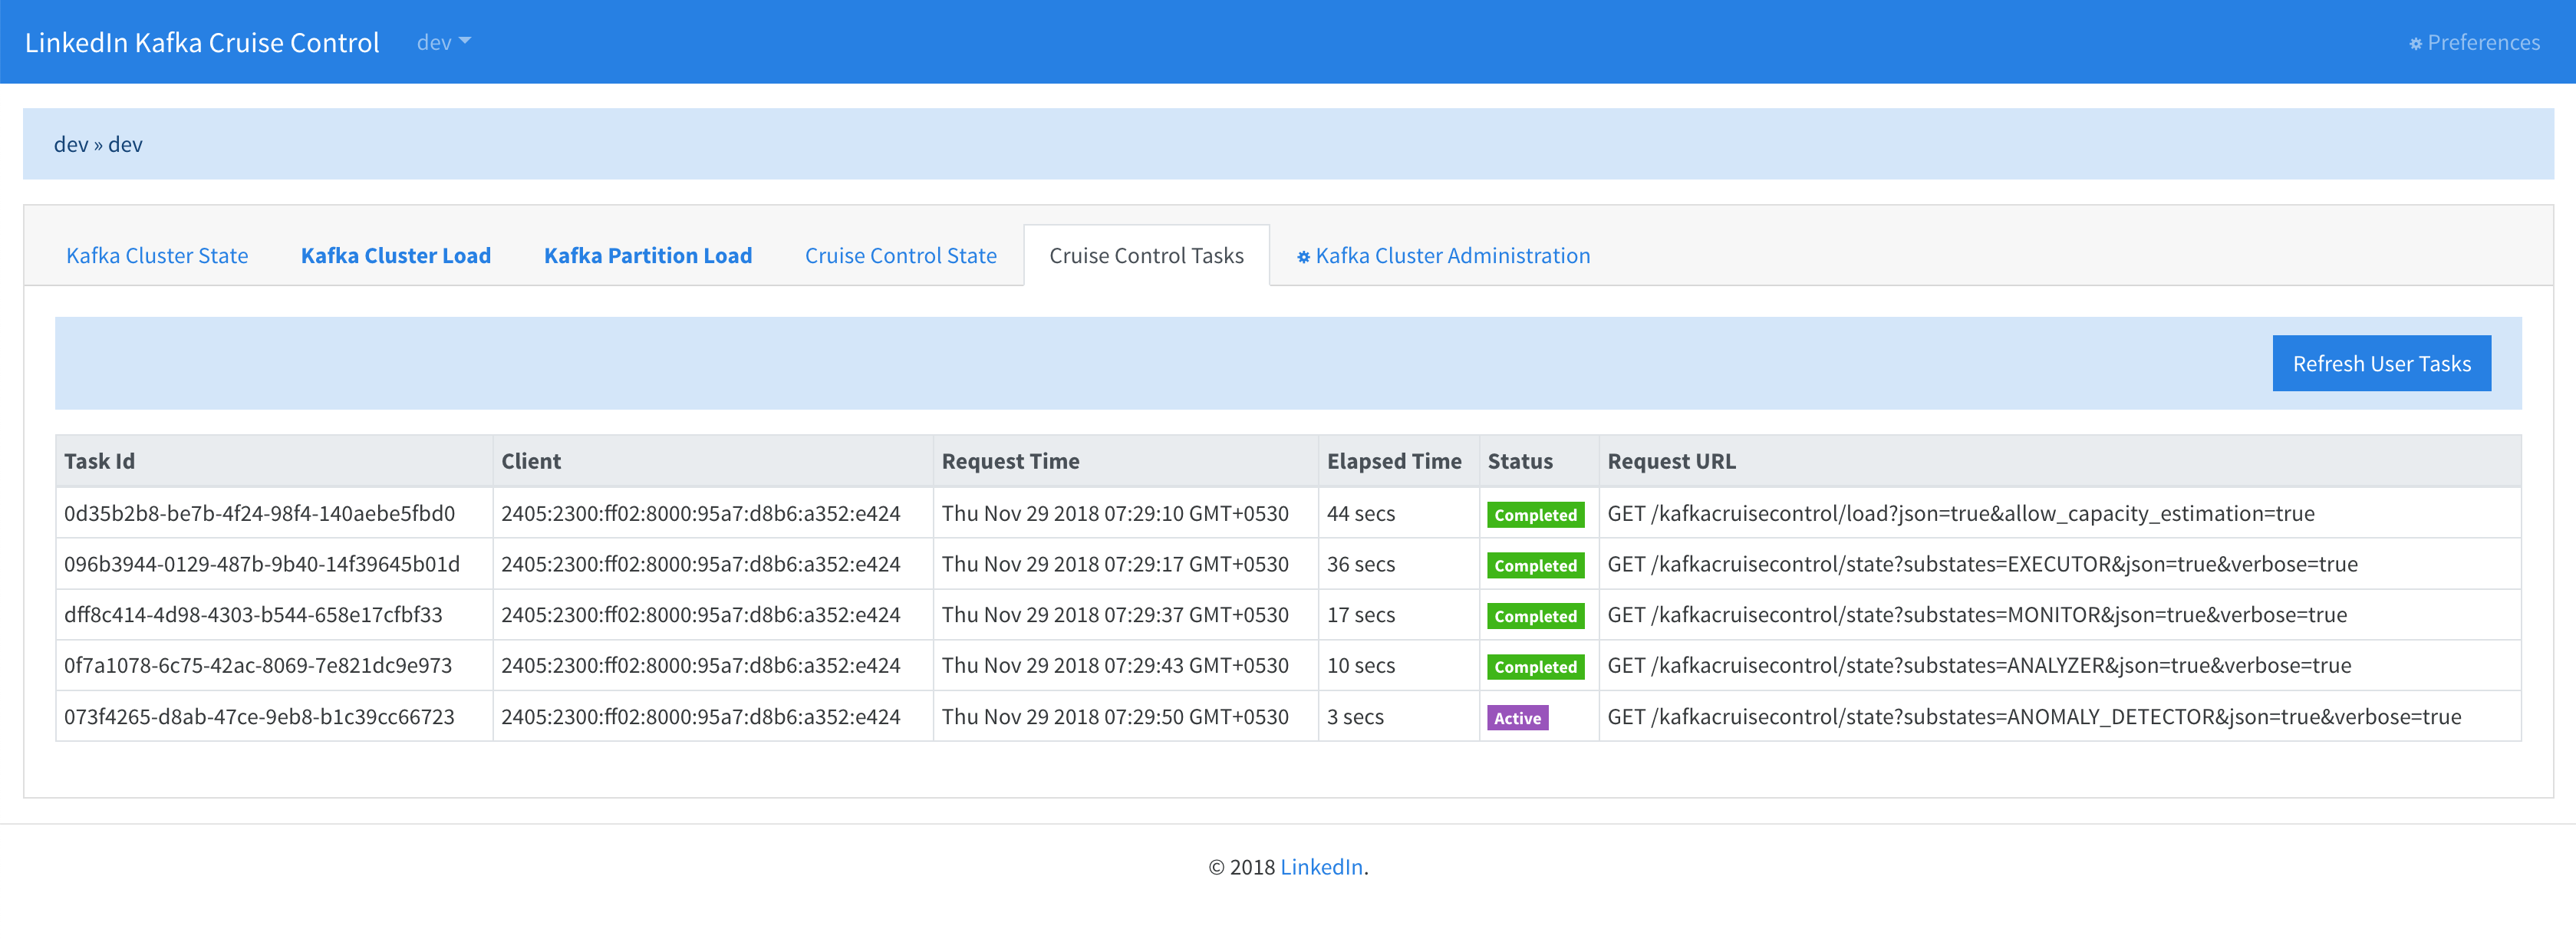 LinkedIn Kafka Cruise Control dev Preferences
dev » dev
Kafka Cluster State Kafka Cluster Load Kafka Partition Load Cruise Control State Cruise Control Tasks Kafka Cluster Administration
Refresh User Tasks
Task Id Client Request Time Elapsed Time Status Request URL
0d35b2b8-be7b-4f24-98f4-140aebe5fbd0 2405:2300:ff02:8000:95a7:d8b6:a352:e424 Thu Nov 29 2018 07:29:10 GMT+0530 44 secs Completed GET /kafkacruisecontrol/load?json=true&allow_capacity_estimation=true
096b3944-0129-487b-9b40-14f39645b01d 2405:2300:ff02:8000:95a7:d8b6:a352:e424 Thu Nov 29 2018 07:29:17 GMT+0530 36 secs Completed GET /kafkacruisecontrol/state?substates=EXECUTOR&json=true&verbose=true
dff8c414-4d98-4303-b544-658e17cfbf33 2405:2300:ff02:8000:95a7:d8b6:a352:e424 Thu Nov 29 2018 07:29:37 GMT+0530 17 secs Completed GET /kafkacruisecontrol/state?substates=MONITOR&json=true&verbose=true
0f7a1078-6c75-42ac-8069-7e821dc9e973 2405:2300:ff02:8000:95a7:d8b6:a352:e424 Thu Nov 29 2018 07:29:43 GMT+0530 10 secs Completed GET /kafkacruisecontrol/state?substates=ANALYZER&json=true&verbose=true
073f4265-d8ab-47ce-9eb8-b1c39cc66723 2405:2300:ff02:8000:95a7:d8b6:a352:e424 Thu Nov 29 2018 07:29:50 GMT+0530 3 secs Active GET /kafkacruisecontrol/state?substates=ANOMALY_DETECTOR&json=true&verbose=true
© 2018 LinkedIn.